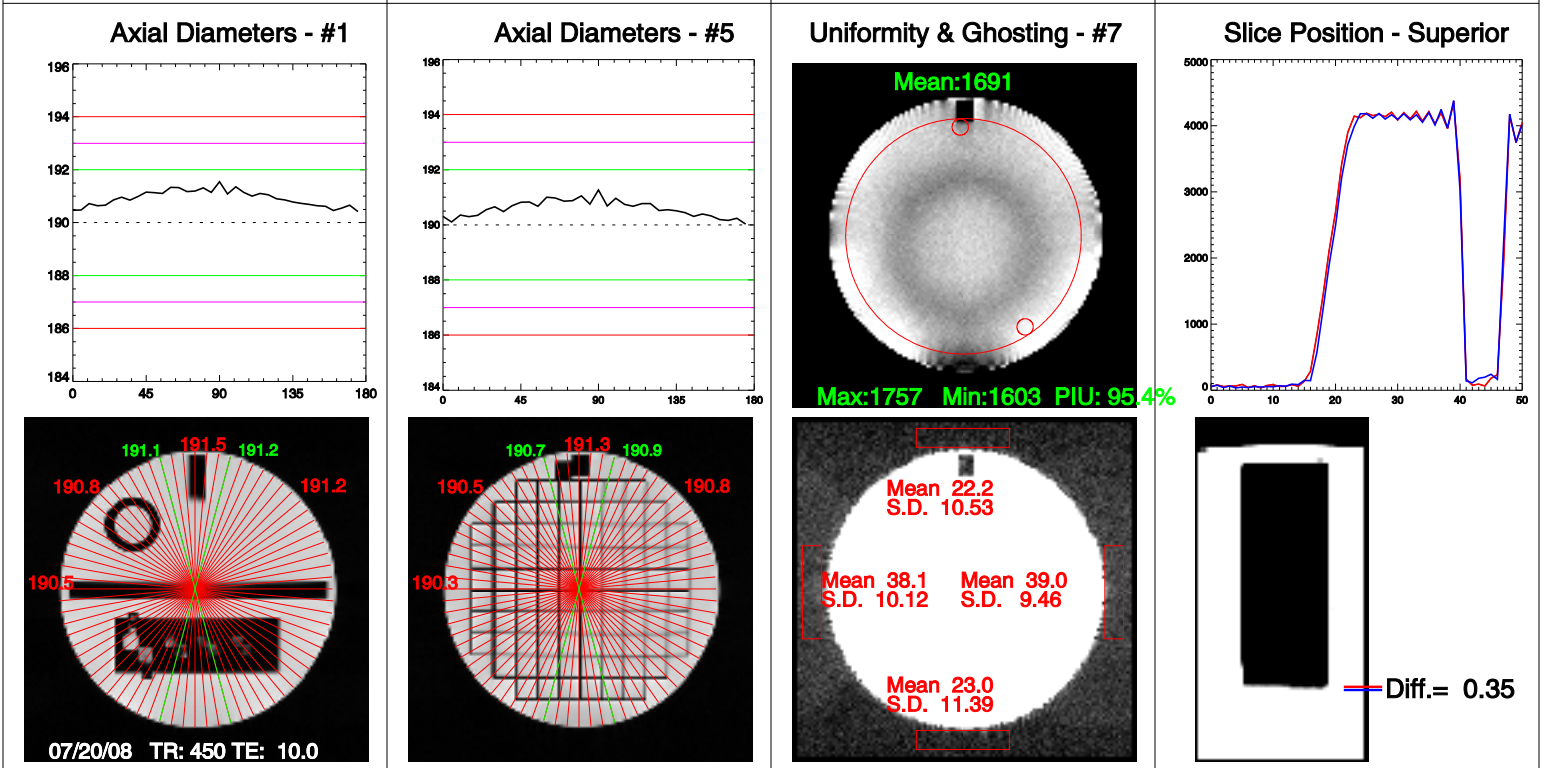 Axial Diameters - #1
196
194
192
190
188
186
184
0 45 90 135 180
191.1 191.5 191.2
190.8 191.2
190.5
07/20/08 TR: 450 TE: 10.0
Axial Diameters - #5
196
194
192
190
188
186
184
0 45 90 135 180
190.7 191.3 190.9
190.5 190.8
190.3
Uniformity & Ghosting - #7
Mean:1691
Max:1757 Min:1603 PIU: 95.4%
Mean 22.2
S.D. 10.53
Mean 38.1 Mean 39.0
S.D. 10.12 S.D. 9.46
Mean 23.0
S.D. 11.39
Slice Position - Superior
5000
4000
3000
2000
1000
0
0 10 20 30 40 50
Diff.= 0.35